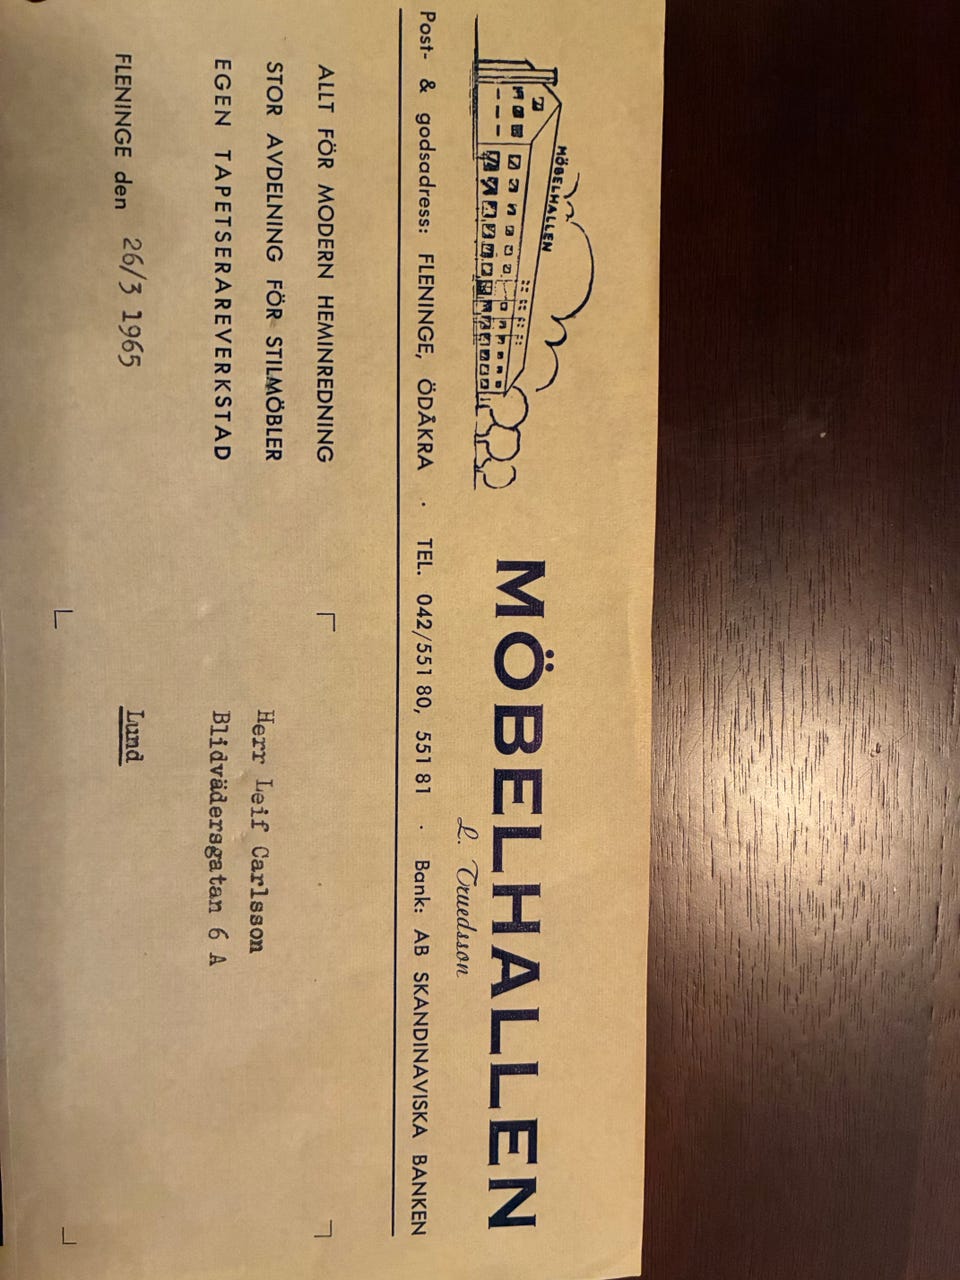 MÖBELHALLEN
MÖBELHALLEN
L. Truedsson
Post- & godsadress: FLENINGE, ÖDÅKRA · TEL. 042/551 80, 551 81 · Bank: AB SKANDINAVISKA BANKEN
ALLT FÖR MODERN HEMINREDNING
STOR AVDELNING FÖR STILMÖBLER
EGEN TAPETSERAREVERKSTAD
Herr Leif Carlsson
Blidvädersgatan 6 A
FLENINGE den 26/3 1965
Lund